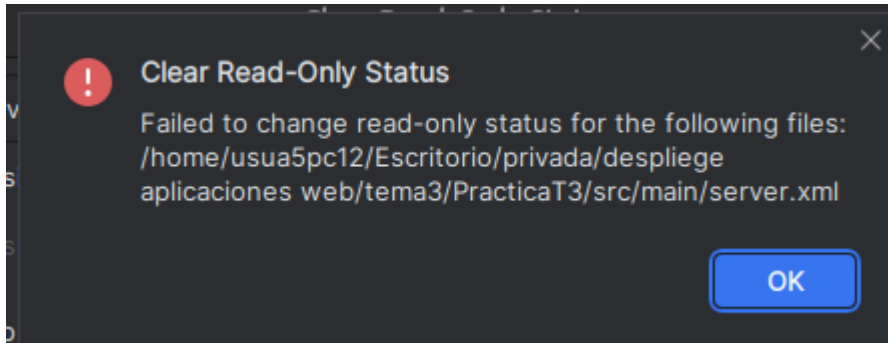 Clear Read-Only Status
Failed to change read-only status for the following files:
/home/usua5pc12/Escritorio/privada/despliege
aplicaciones web/tema3/PracticaT3/src/main/server.xml
OK